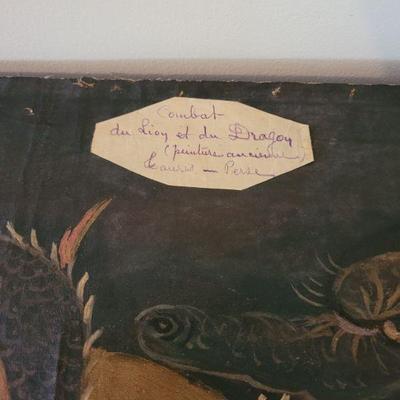 Combat
du Lion et du Dragon
(peinture ancienne)
— Perse